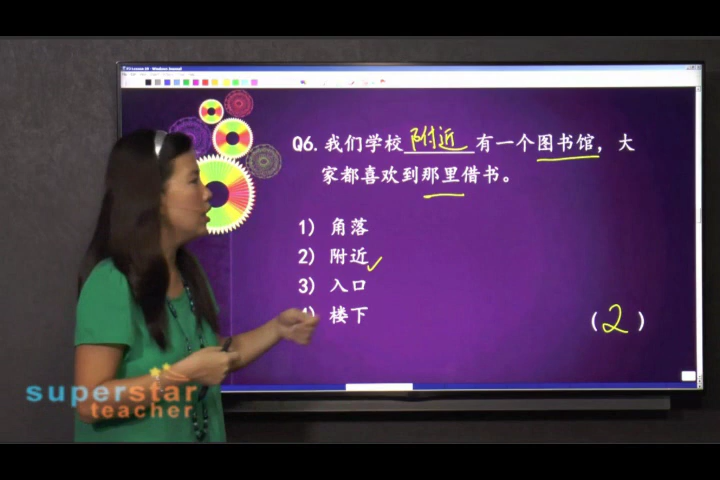 Q6. 我们学校 附近 有一个图书馆，大
家都喜欢到那里借书。
1) 角落
2) 附近
3) 入口
4) 楼下
( 2 )
superstar
teacher